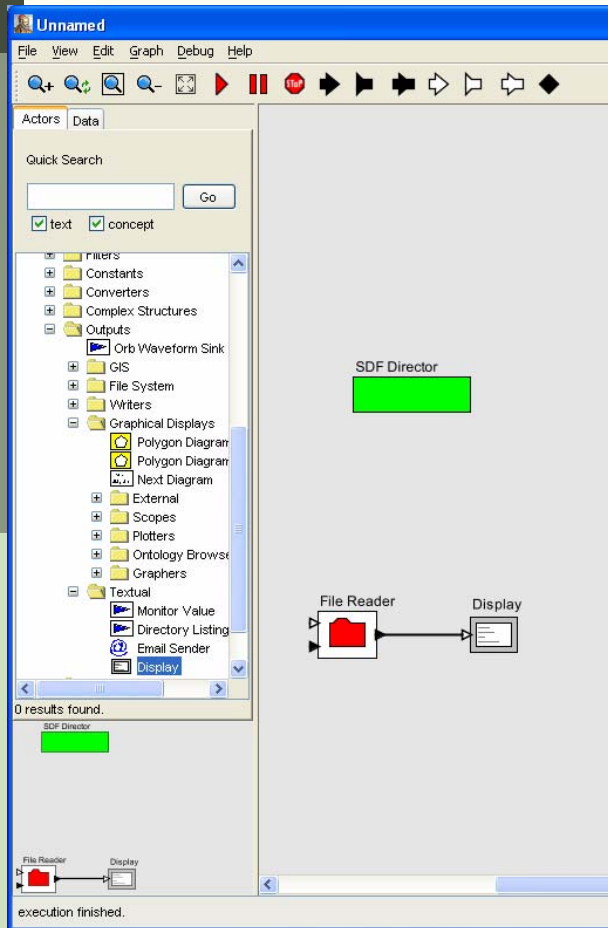 Unnamed
File View Edit Graph Debug Help
STOP
Actors Data
Quick Search
Go
text concept
Filters
Constants
Converters
Complex Structures
Outputs
Orb Waveform Sink
GIS
File System
Writers
Graphical Displays
Polygon Diagram
Polygon Diagram
Next Diagram
External
Scopes
Plotters
Ontology Browse
Graphers
Textual
Monitor Value
Directory Listing
Email Sender
Display
0 results found.
SDF Director
File Reader Display
SDF Director
File Reader Display
execution finished.